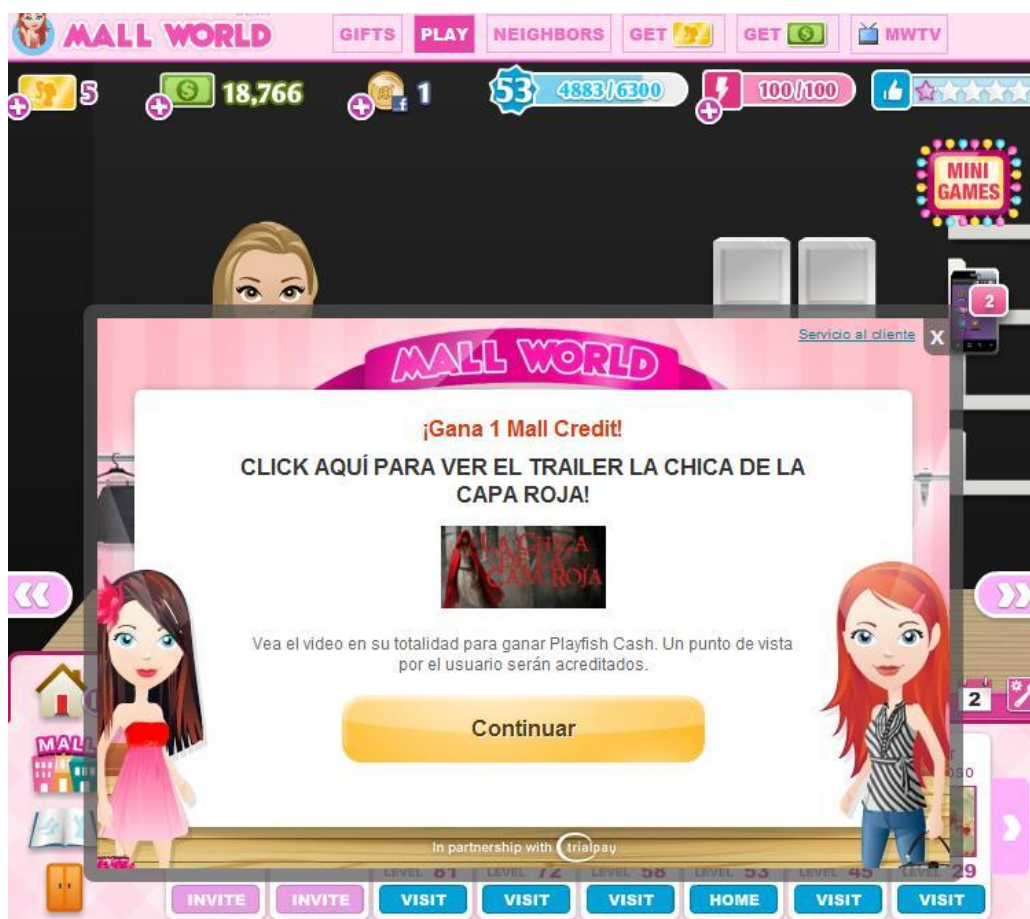 MALL WORLD
GIFTS PLAY NEIGHBORS GET GET MWTV
5 18,766 1 53 4883/6300 100/100
MINI
GAMES
2
Servicio al cliente X
MALL WORLD
¡Gana 1 Mall Credit!
CLICK AQUÍ PARA VER EL TRAILER LA CHICA DE LA
CAPA ROJA!
LA CHICA
DE LA
CAPA ROJA
Vea el video en su totalidad para ganar Playfish Cash. Un punto de vista
por el usuario serán acreditados.
Continuar
2
MALL
In partnership with trialpay
LEVEL 81 LEVEL 72 LEVEL 58 LEVEL 53 LEVEL 45 LEVEL 29
INVITE INVITE VISIT VISIT VISIT HOME VISIT VISIT